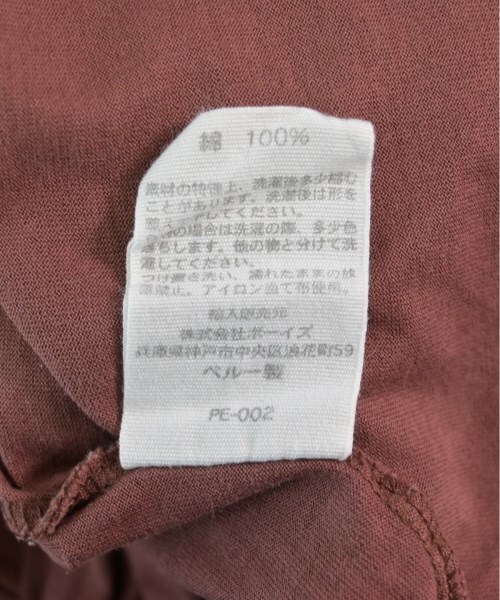 綿 100%
底城の特性上、洗濯後多少縮む
ことがあります。洗濯後は形を
整えて干してください。
の場合は洗濯の際、多少色
落ちします。他の物と分けて洗
濯してください。
つけ置き洗い、濡れたままの放
置禁止。アイロン当て布使用。
輸入販売元
株式会社ボーイズ
兵庫県神戸市中央区浪花町59
ペルー製
PE-002